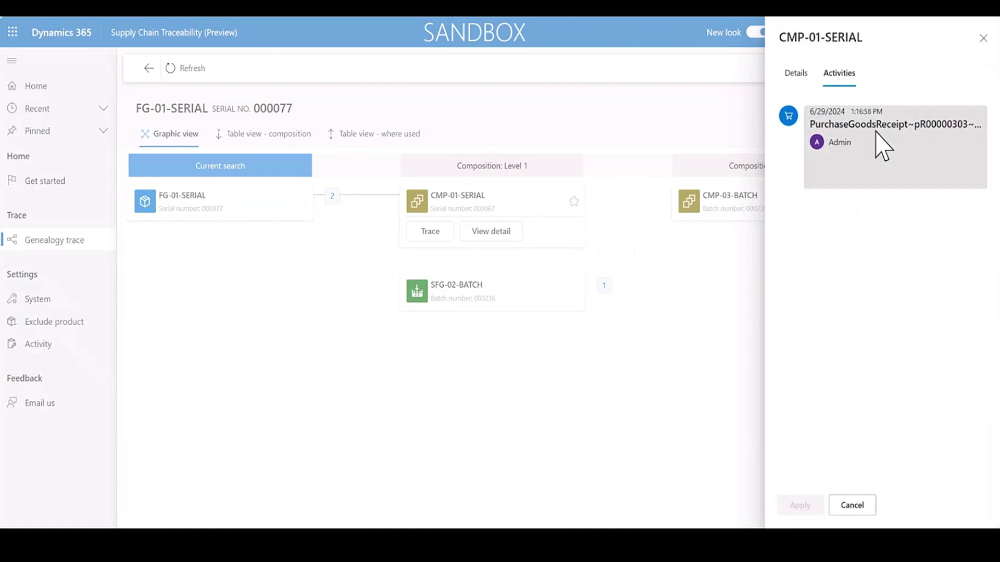 Dynamics 365
Supply Chain Traceability (Preview)
SANDBOX
New look
Refresh
Home
Recent
Pinned
Home
Get started
Trace
Genealogy trace
Settings
System
Exclude product
Activity
Feedback
Email us
FG-01-SERIAL SERIAL NO. 000077
Graphic view
Table view - composition
Table view - where used
Current search
Composition: Level 1
FG-01-SERIAL
Serial number: 000077
2
CMP-01-SERIAL
Serial number: 000067
Trace
View detail
SFG-02-BATCH
Batch number: 000236
1
CMP-03-BATCH
CMP-01-SERIAL
Details
Activities
6/29/2024 1:16:58 PM
PurchaseGoodsReceipt~pR00000303~...
A
Admin
Apply
Cancel